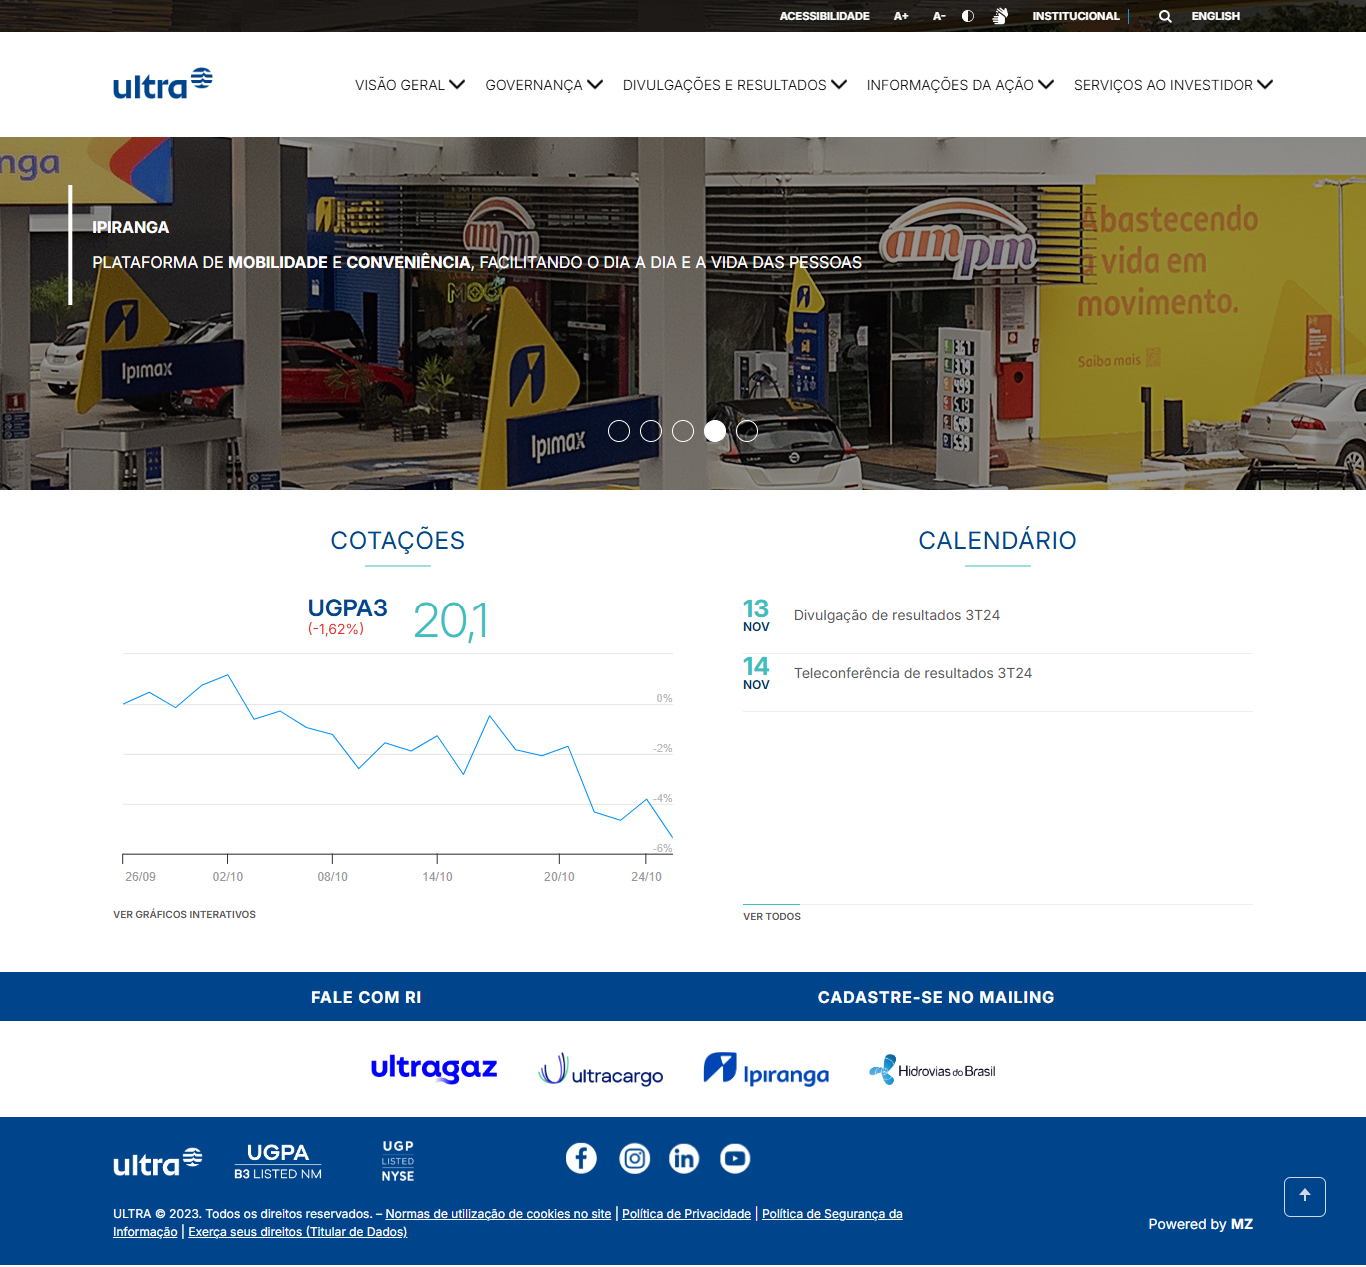 ACESSIBILIDADE A+ A- INSTITUCIONAL ENGLISH
ultra
VISÃO GERAL GOVERNANÇA DIVULGAÇÕES E RESULTADOS INFORMAÇÕES DA AÇÃO SERVIÇOS AO INVESTIDOR
IPIRANGA
PLATAFORMA DE MOBILIDADE E CONVENIÊNCIA, FACILITANDO O DIA A DIA E A VIDA DAS PESSOAS
ampm
ampm
Abastecendo
a vida em
movimento.
Saiba mais
Ipimax
Ipimax
COTAÇÕES
UGPA3
(-1,62%)
20,1
0%
-2%
-4%
-6%
26/09 02/10 08/10 14/10 20/10 24/10
VER GRÁFICOS INTERATIVOS
CALENDÁRIO
13
NOV
Divulgação de resultados 3T24
14
NOV
Teleconferência de resultados 3T24
VER TODOS
FALE COM RI
CADASTRE-SE NO MAILING
ultragaz
ultracargo
Ipiranga
Hidrovias do Brasil
ultra
UGPA
B3 LISTED NM
UGP
LISTED
NYSE
ULTRA © 2023. Todos os direitos reservados. – Normas de utilização de cookies no site | Política de Privacidade | Política de Segurança da
Informação | Exerça seus direitos (Titular de Dados)
Powered by MZ